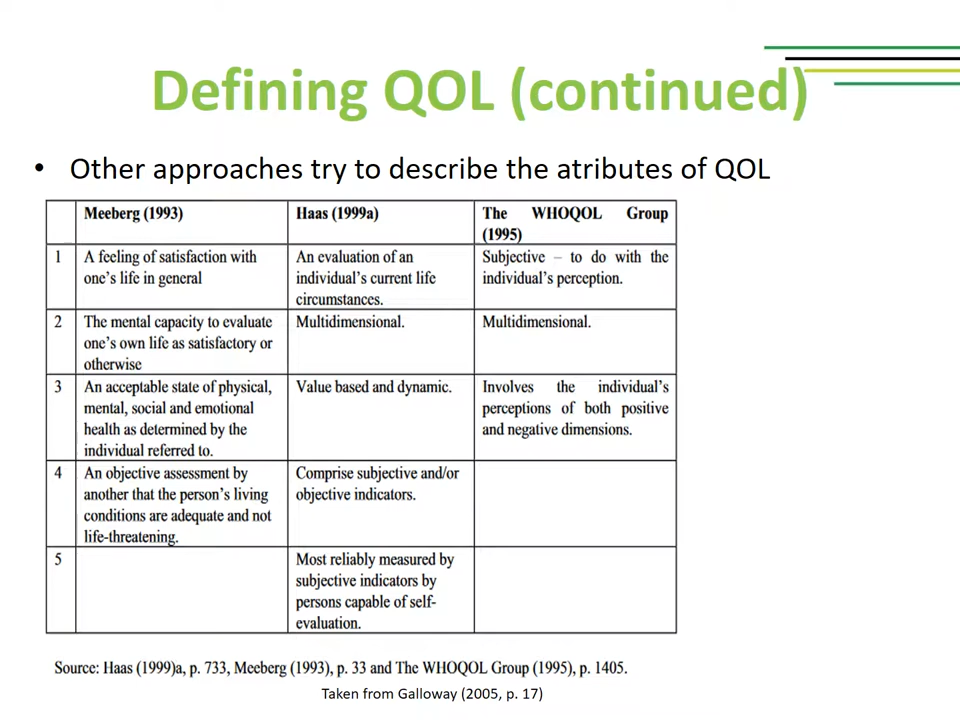 Defining QOL (continued)
• Other approaches try to describe the atributes of QOL
Meeberg (1993)
Haas (1999a)
The WHOQOL Group
(1995)
1
A feeling of satisfaction with
one's life in general
An evaluation of an
individual's current life
circumstances.
Subjective – to do with the
individual's perception.
2
The mental capacity to evaluate
one's own life as satisfactory or
otherwise
Multidimensional.
Multidimensional.
3
An acceptable state of physical,
mental, social and emotional
health as determined by the
individual referred to.
Value based and dynamic.
Involves the individual's
perceptions of both positive
and negative dimensions.
4
An objective assessment by
another that the person's living
conditions are adequate and not
life-threatening.
Comprise subjective and/or
objective indicators.
5
Most reliably measured by
subjective indicators by
persons capable of self-
evaluation.
Source: Haas (1999)a, p. 733, Meeberg (1993), p. 33 and The WHOQOL Group (1995), p. 1405.
Taken from Galloway (2005, p. 17)